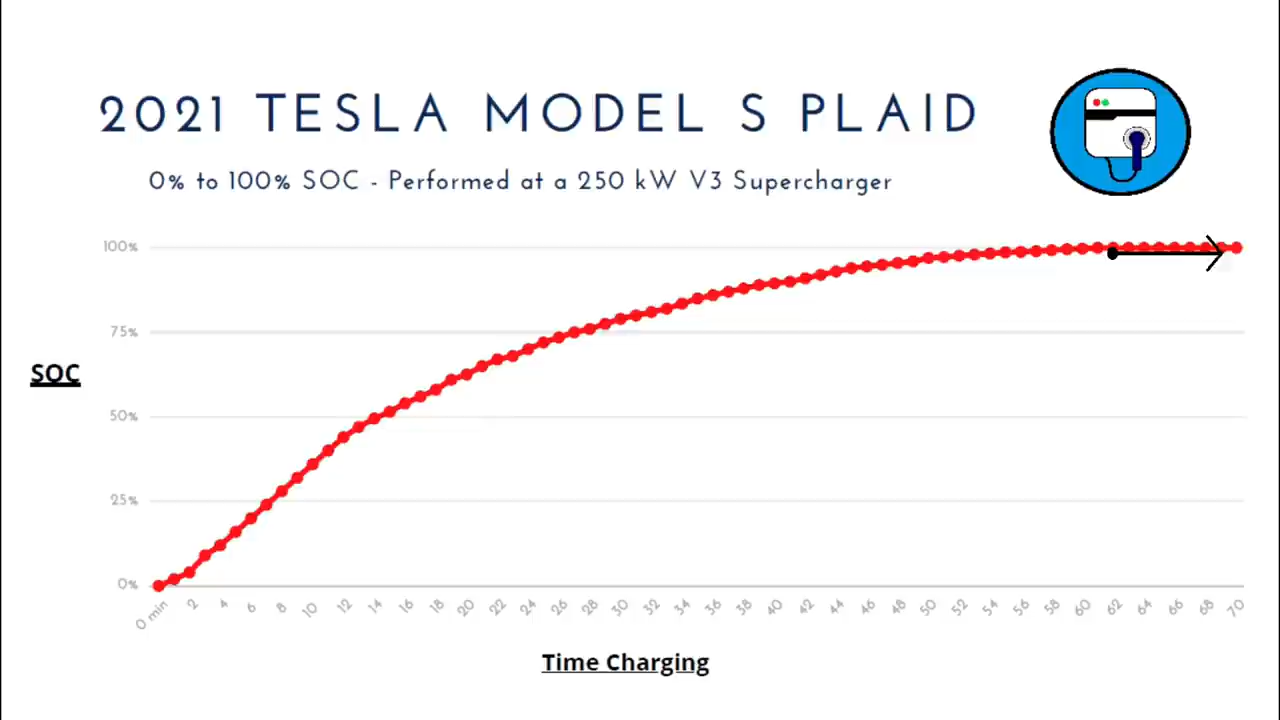 2021 TESLA MODEL S PLAID
0% to 100% SOC - Performed at a 250 kW V3 Supercharger
100%
75%
SOC
50%
25%
0%
0 min 2 4 6 8 10 12 14 16 18 20 22 24 26 28 30 32 34 36 38 40 42 44 46 48 50 52 54 56 58 60 62 64 66 68 70
Time Charging